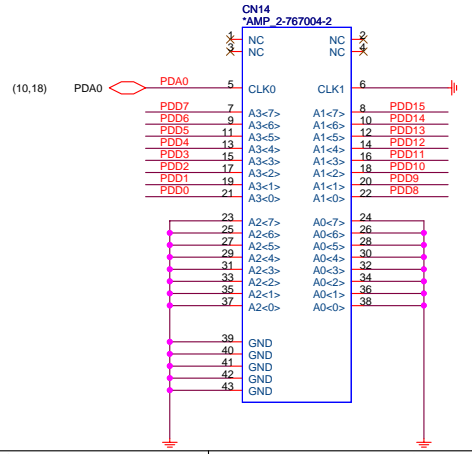 CN14
*AMP_2-767004-2
1 NC 2
3 NC 4
(10,18) PDA0 PDA0 5 CLK0 CLK1 6
PDD7 7 A3<7> A1<7> 8 PDD15
PDD6 9 A3<6> A1<6> 10 PDD14
PDD5 11 A3<5> A1<5> 12 PDD13
PDD4 13 A3<4> A1<4> 14 PDD12
PDD3 15 A3<3> A1<3> 16 PDD11
PDD2 17 A3<2> A1<2> 18 PDD10
PDD1 19 A3<1> A1<1> 20 PDD9
PDD0 21 A3<0> A1<0> 22 PDD8
23 A2<7> A0<7> 24
25 A2<6> A0<6> 26
27 A2<5> A0<5> 28
29 A2<4> A0<4> 30
31 A2<3> A0<3> 32
33 A2<2> A0<2> 34
35 A2<1> A0<1> 36
37 A2<0> A0<0> 38
39 GND
40 GND
41 GND
42 GND
43 GND